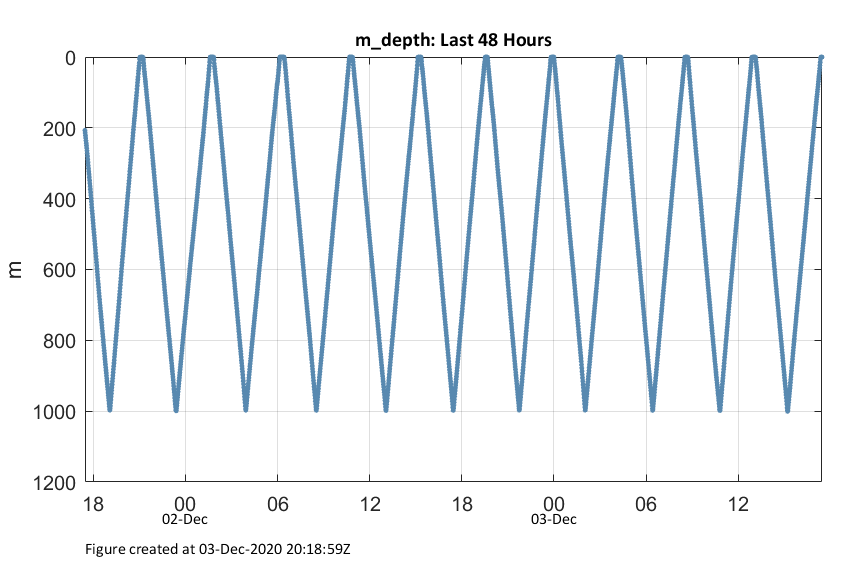 m_depth: Last 48 Hours
0
200
400
600
800
1000
1200
m
18 00 06 12 18 00 06 12
02-Dec 03-Dec
Figure created at 03-Dec-2020 20:18:59Z